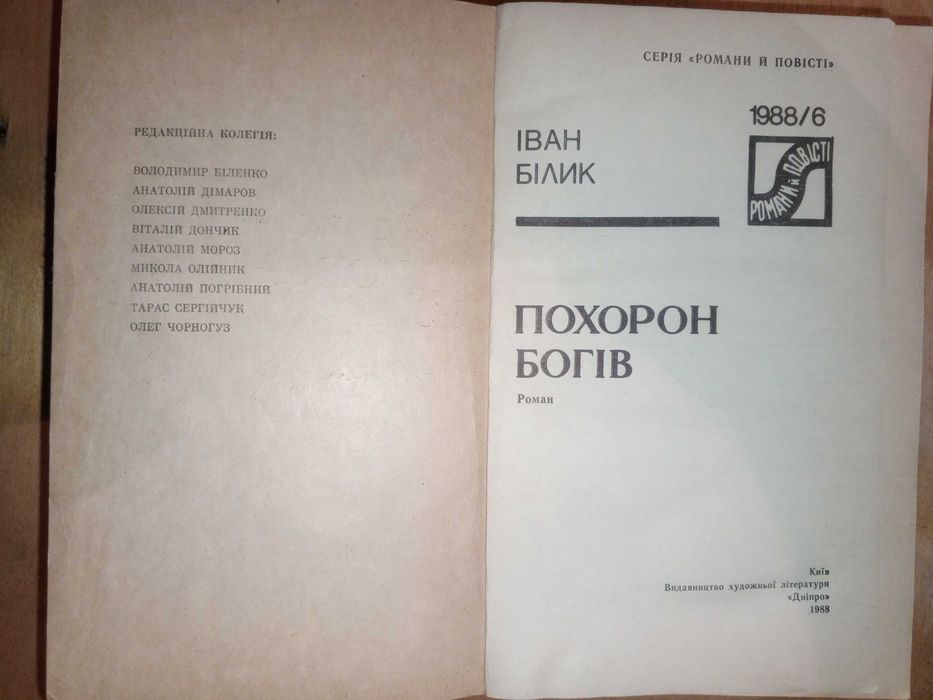 РЕДАКЦІЙНА КОЛЕГІЯ:
ВОЛОДИМИР БІЛЕНКО
АНАТОЛІЙ ДІМАРОВ
ОЛЕКСІЙ ДМИТРЕНКО
ВІТАЛІЙ ДОНЧИК
АНАТОЛІЙ МОРОЗ
МИКОЛА ОЛІЙНИК
АНАТОЛІЙ ПОГРІБНИЙ
ТАРАС СЕРГІЙЧУК
ОЛЕГ ЧОРНОГУЗ
СЕРІЯ «РОМАНИ Й ПОВІСТІ»
1988/6
РОМАНИ Й ПОВІСТІ
ІВАН
БІЛИК
ПОХОРОН
БОГІВ
Роман
Київ
Видавництво художньої літератури
«Дніпро»
1988